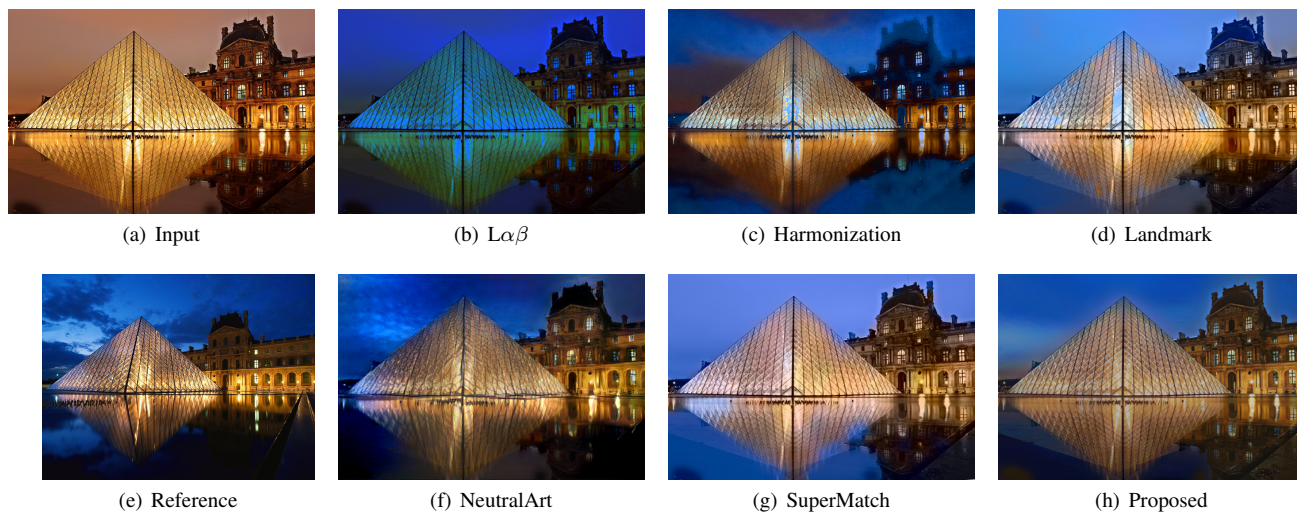 (a) Input
(b) Lαβ
(c) Harmonization
(d) Landmark
(e) Reference
(f) NeutralArt
(g) SuperMatch
(h) Proposed